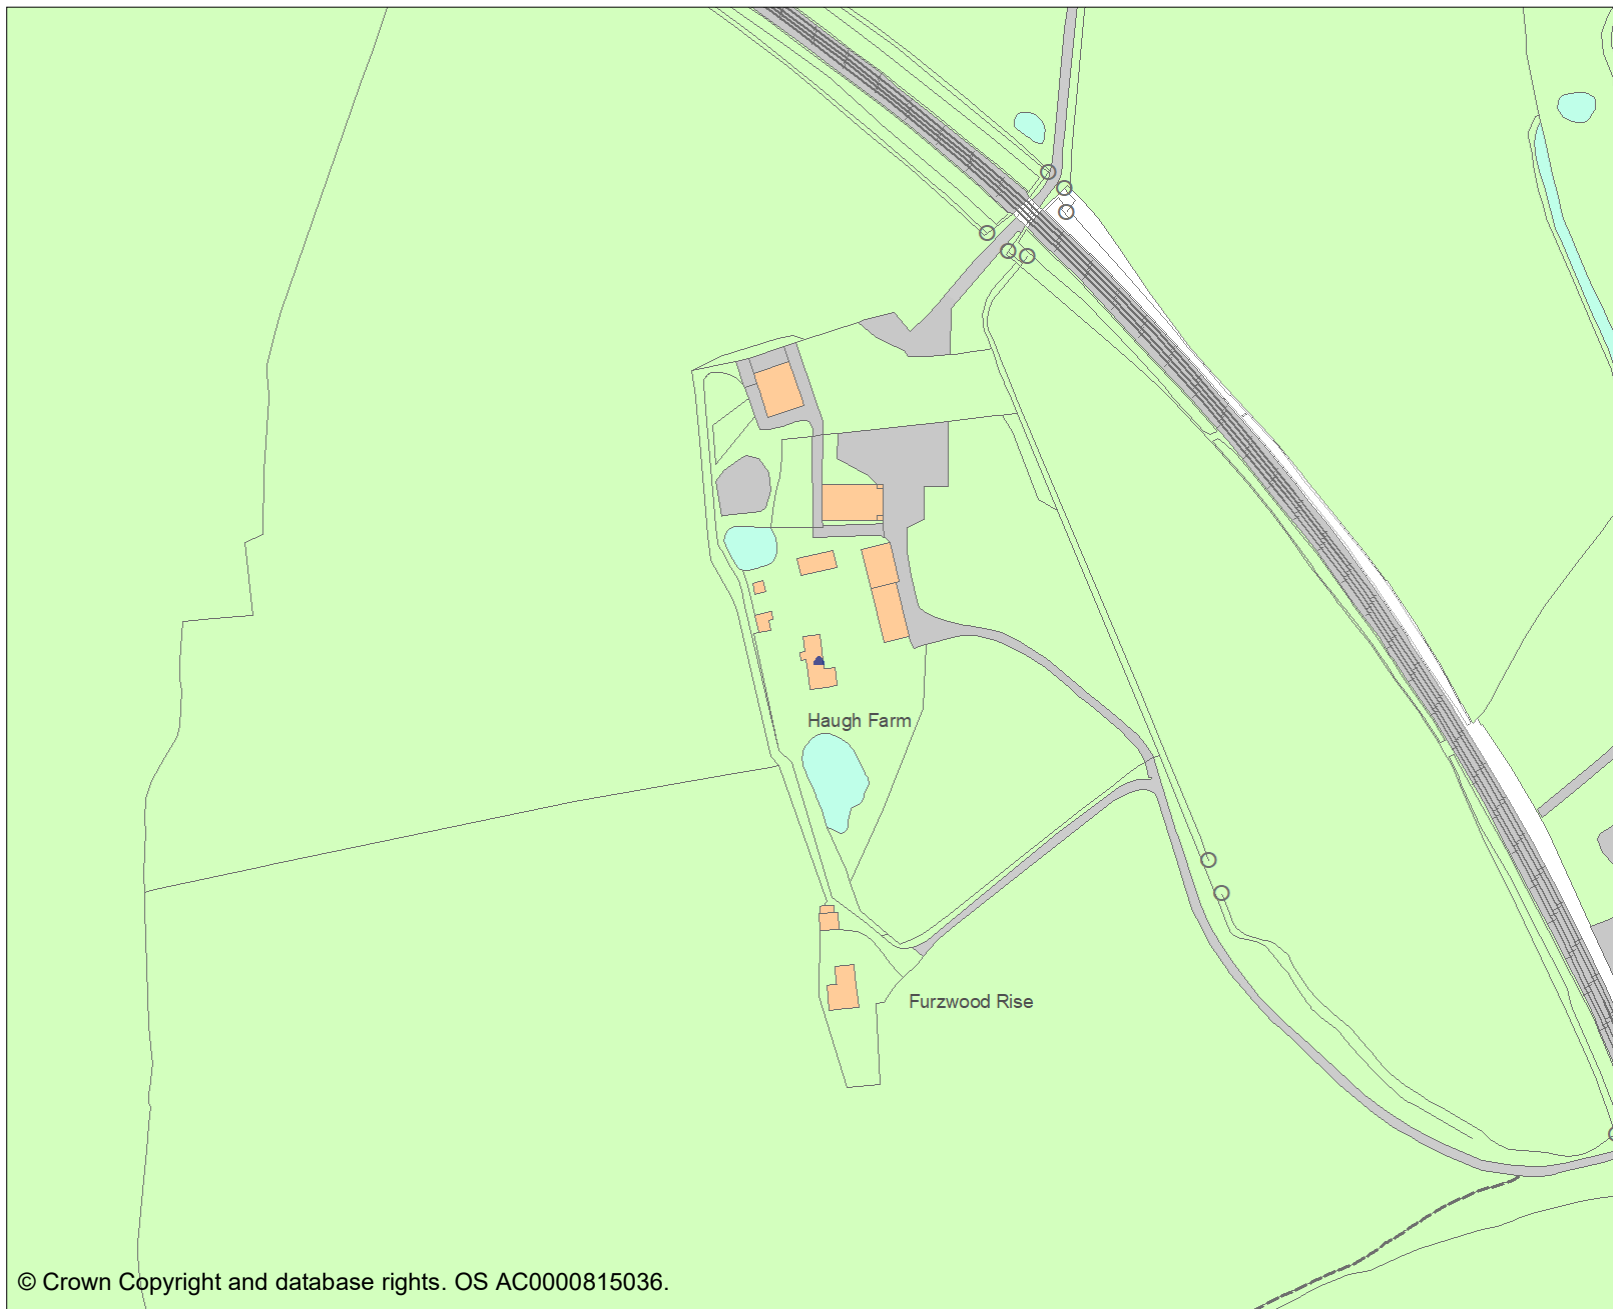 Haugh Farm
Furzwood Rise
© Crown Copyright and database rights. OS AC0000815036.